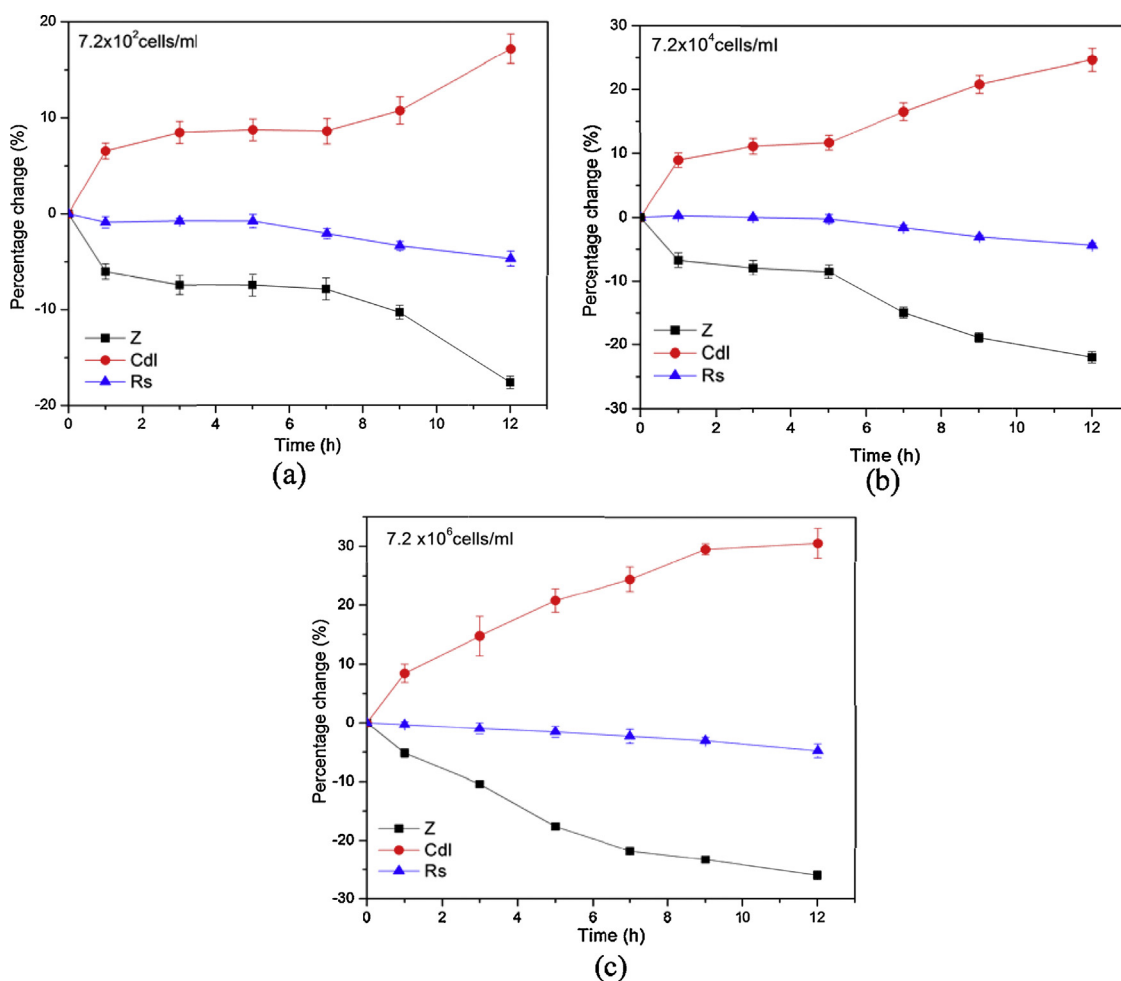 (a)
7.2x10²cells/ml
Percentage change (%)
20
10
0
-10
-20
Z
Cdl
Rs
0 2 4 6 8 10 12
Time (h)
(b)
7.2x10⁴cells/ml
Percentage change (%)
30
20
10
0
-10
-20
-30
Z
Cdl
Rs
0 2 4 6 8 10 12
Time (h)
(c)
7.2 x10⁶cells/ml
Percentage change (%)
30
20
10
0
-10
-20
-30
Z
Cdl
Rs
0 2 4 6 8 10 12
Time (h)